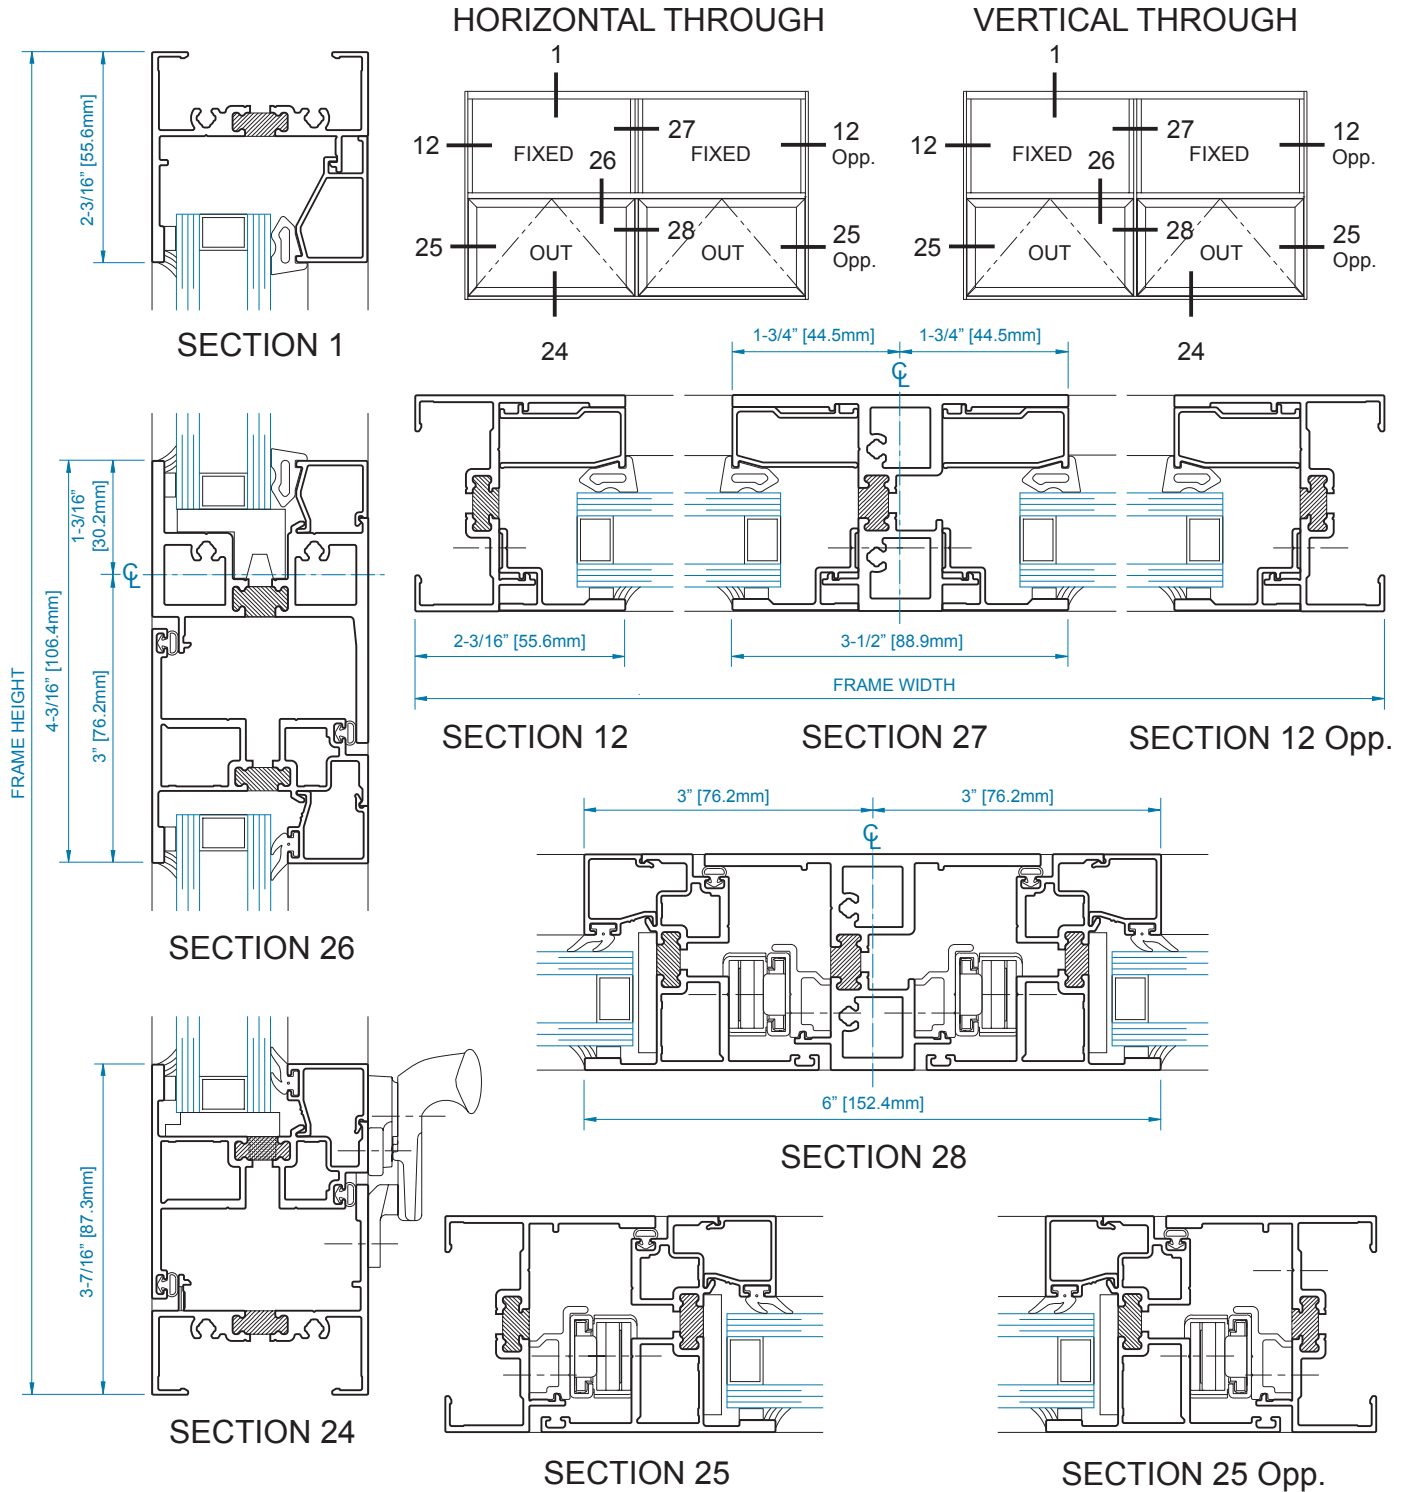 HORIZONTAL THROUGH
VERTICAL THROUGH
1
12
FIXED
27
FIXED
12
Opp.
26
25
OUT
28
OUT
25
Opp.
24
1
12
FIXED
27
FIXED
12
Opp.
26
25
OUT
28
OUT
25
Opp.
24
FRAME HEIGHT
2-3/16” [55.6mm]
SECTION 1
1-3/4” [44.5mm]
1-3/4” [44.5mm]
CL
2-3/16” [55.6mm]
3-1/2” [88.9mm]
FRAME WIDTH
SECTION 12
SECTION 27
SECTION 12 Opp.
1-3/16”
[30.2mm]
CL
4-3/16” [106.4mm]
3” [76.2mm]
SECTION 26
3” [76.2mm]
3” [76.2mm]
CL
6” [152.4mm]
SECTION 28
3-7/16” [87.3mm]
SECTION 24
SECTION 25
SECTION 25 Opp.